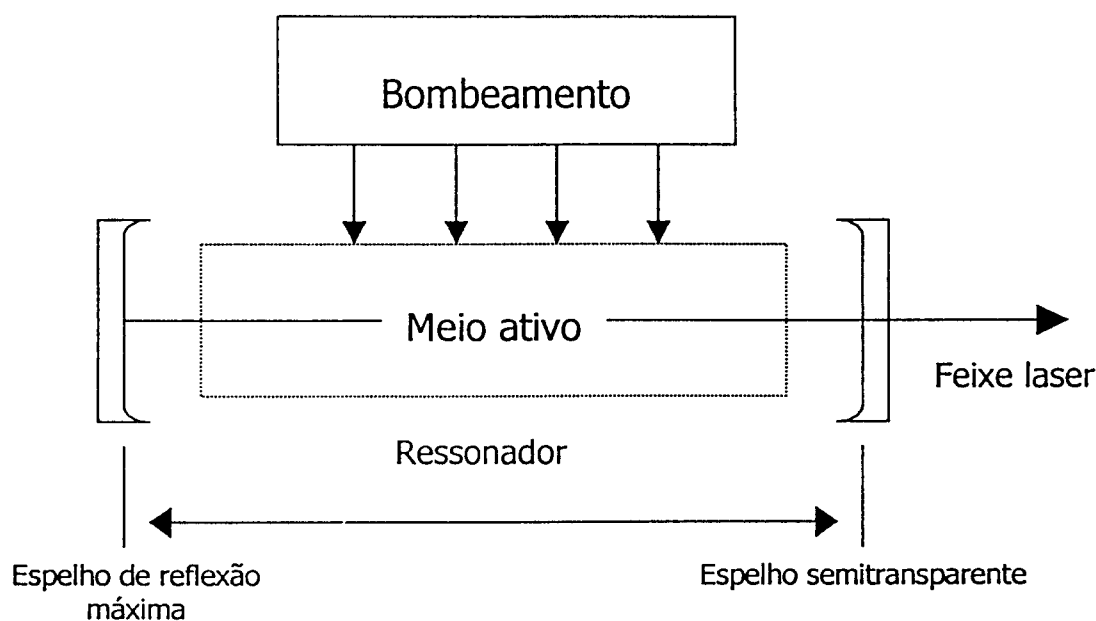 Bombeamento
Meio ativo
Feixe laser
Ressonador
Espelho de reflexão
máxima
Espelho semitransparente